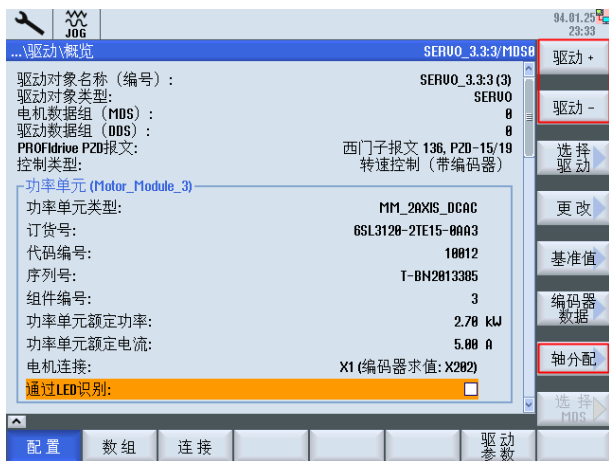 JOG
94.01.25
23:33
...\驱动\概览 SERVO_3.3:3/MDS0
驱动对象名称（编号）: SERVO_3.3:3 (3)
驱动对象类型: SERVO
电机数据组（MDS）: 0
驱动数据组（DDS）: 0
PROFIdrive PZD报文: 西门子报文 136, PZD-15/19
控制类型: 转速控制（带编码器）
功率单元 (Motor_Module_3)
功率单元类型: MM_2AXIS_DCAC
订货号: 6SL3120-2TE15-0AA3
代码编号: 10012
序列号: T-BN2013385
组件编号: 3
功率单元额定功率: 2.70 kW
功率单元额定电流: 5.00 A
电机连接: X1 (编码器求值: X202)
通过LED识别:
驱动 +
驱动 -
选择
驱动
更改
基准值
编码器
数据
轴分配
选择
MDS
配置 数组 连接 驱动
参数